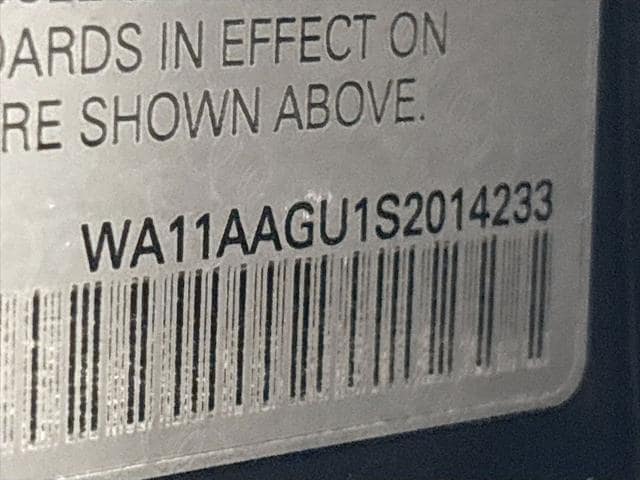 DARDS IN EFFECT ON
RE SHOWN ABOVE.
WA11AAGU1S2014233